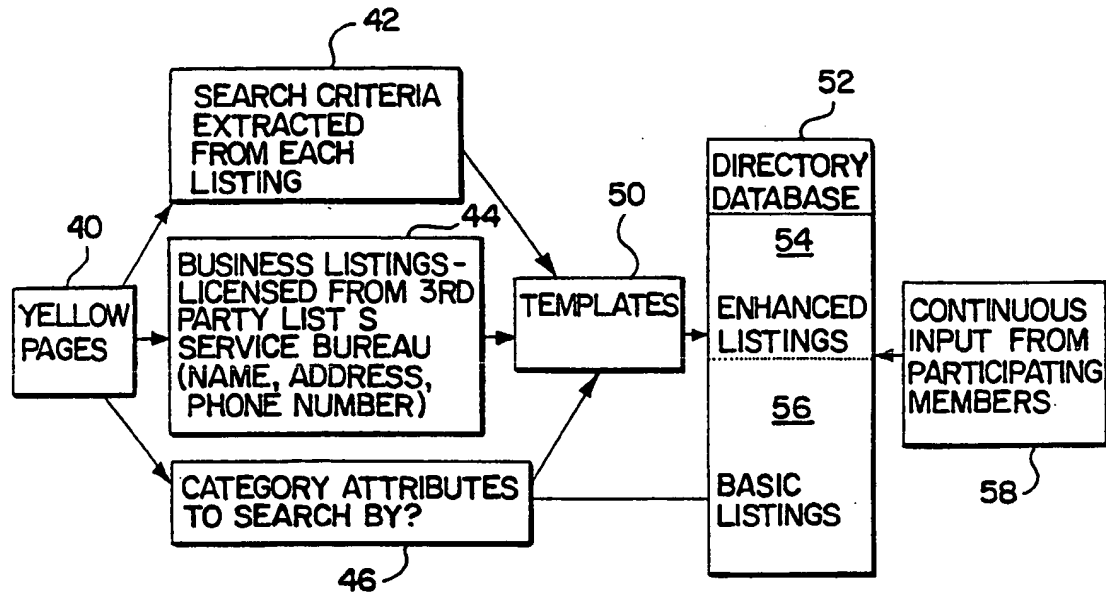 42
SEARCH CRITERIA
EXTRACTED
FROM EACH
LISTING
40
YELLOW
PAGES
44
BUSINESS LISTINGS-
LICENSED FROM 3RD
PARTY LIST S
SERVICE BUREAU
(NAME, ADDRESS,
PHONE NUMBER)
CATEGORY ATTRIBUTES
TO SEARCH BY?
46
50
TEMPLATES
52
DIRECTORY
DATABASE
54
ENHANCED
LISTINGS
56
BASIC
LISTINGS
CONTINUOUS
INPUT FROM
PARTICIPATING
MEMBERS
58